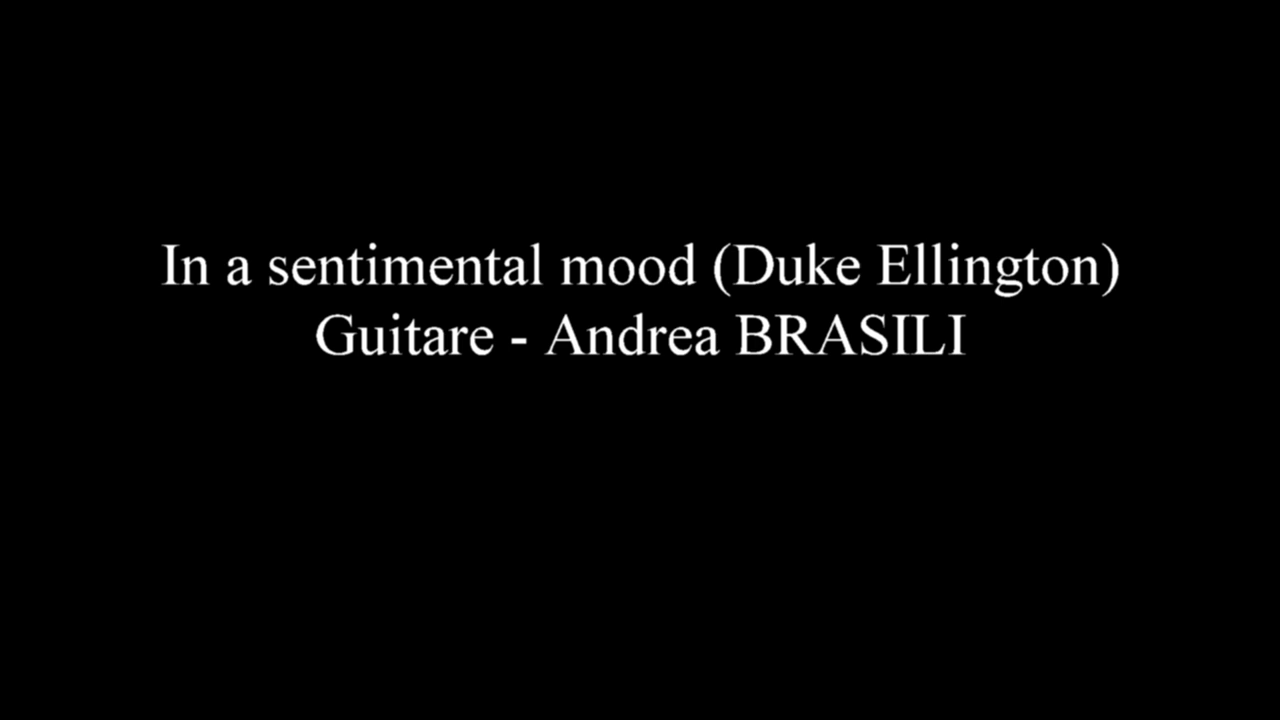 In a sentimental mood (Duke Ellington)
Guitare - Andrea BRASILI